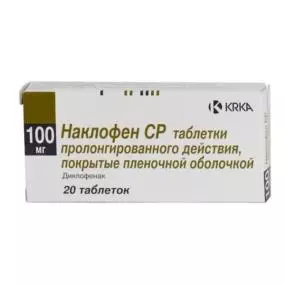 KRKA
100 мг
Наклофен СР таблетки
пролонгированного действия,
покрытые пленочной оболочкой
Диклофенак
20 таблеток